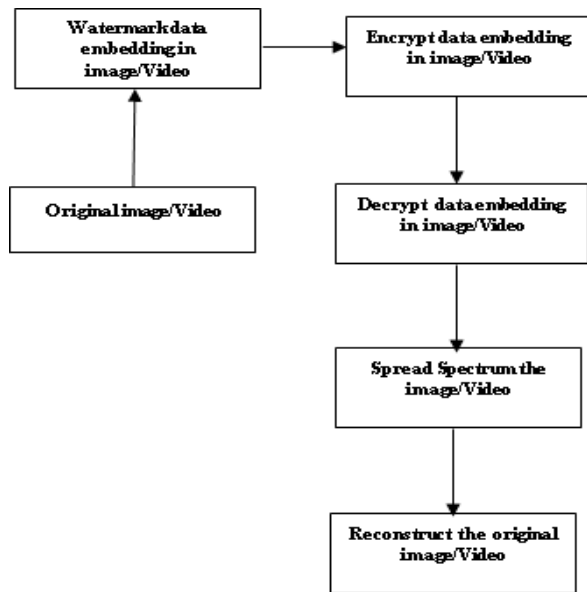 Watermark data
embedding in
image/Video
Encrypt data embedding
in image/Video
Original image/Video
Decrypt data embedding
in image/Video
Spread Spectrum the
image/Video
Reconstruct the original
image/Video